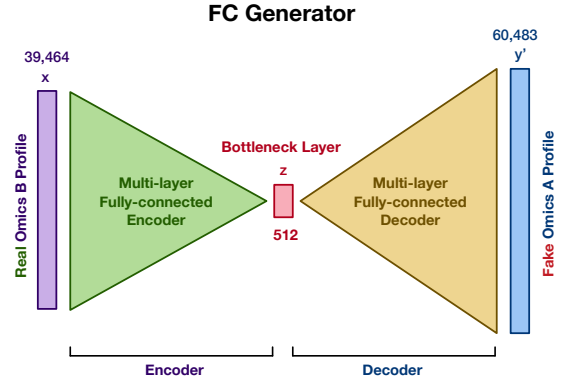 FC Generator
39,464
x
Real Omics B Profile
Multi-layer
Fully-connected
Encoder
Bottleneck Layer
z
512
Multi-layer
Fully-connected
Decoder
60,483
y’
Fake Omics A Profile
Encoder
Decoder